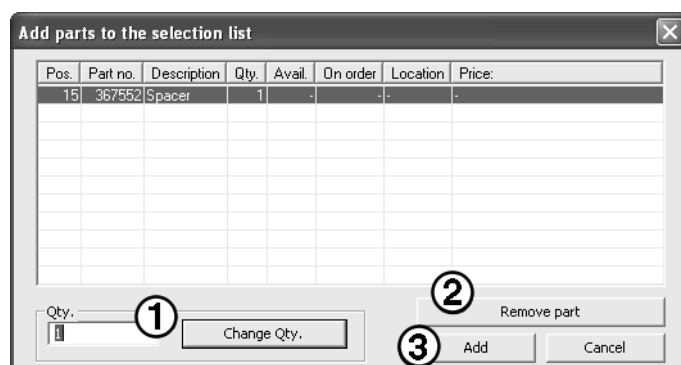 Add parts to the selection list
Pos. Part no. Description Qty. Avail. On order Location Price:
15 367552 Spacer 1 - - - -
Qty.
1
1
Change Qty.
2
Remove part
3
Add
Cancel